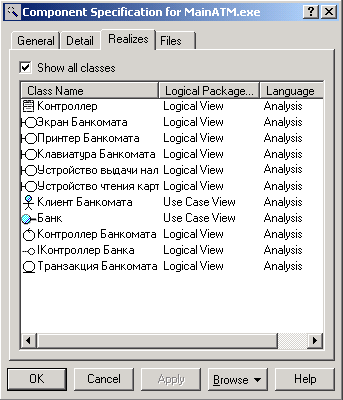 Component Specification for MainATM.exe
General Detail Realizes Files
Show all classes
Class Name Logical Package... Language
Контроллер Logical View Analysis
Экран Банкомата Logical View Analysis
Принтер Банкомата Logical View Analysis
Клавиатура Банкомата Logical View Analysis
Устройство выдачи нал Logical View Analysis
Устройство чтения карт Logical View Analysis
Клиент Банкомата Use Case View Analysis
Банк Use Case View Analysis
Контроллер Банкомата Logical View Analysis
IКонтроллер Банка Logical View Analysis
Транзакция Банкомата Logical View Analysis
OK Cancel Apply Browse Help